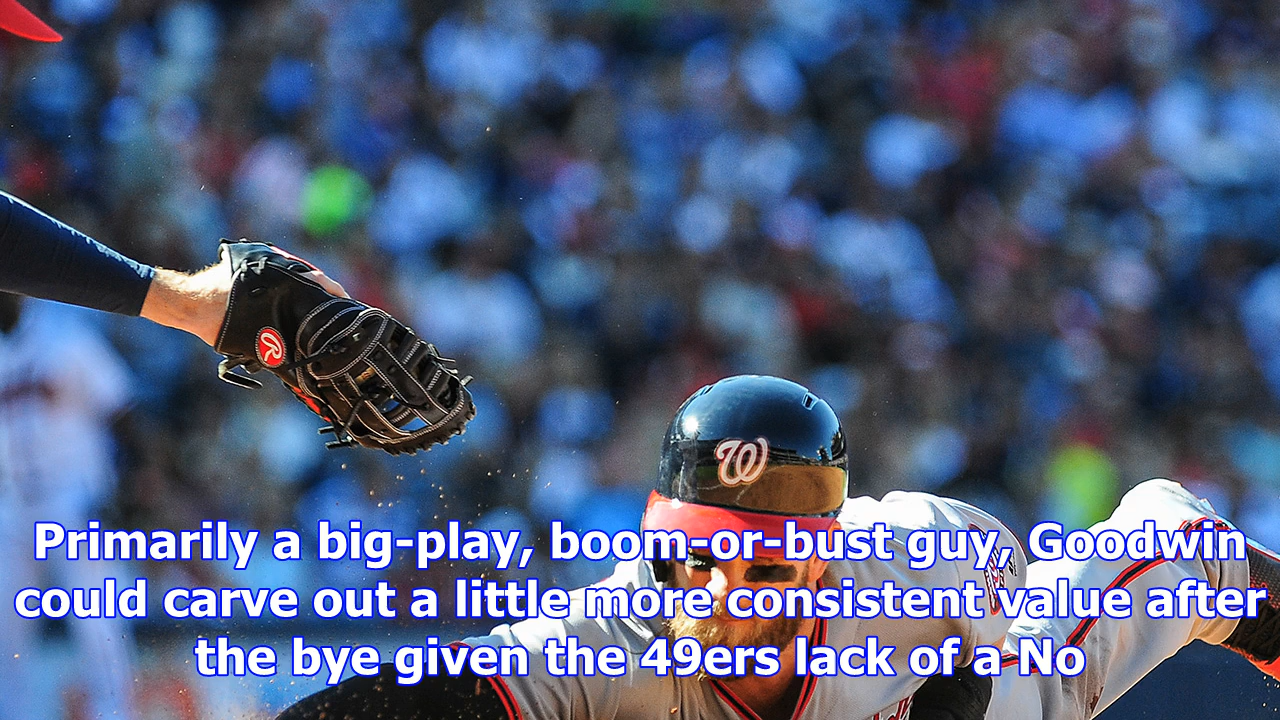 W
R
Primarily a big-play, boom-or-bust guy, Goodwin
could carve out a little more consistent value after
the bye given the 49ers lack of a No